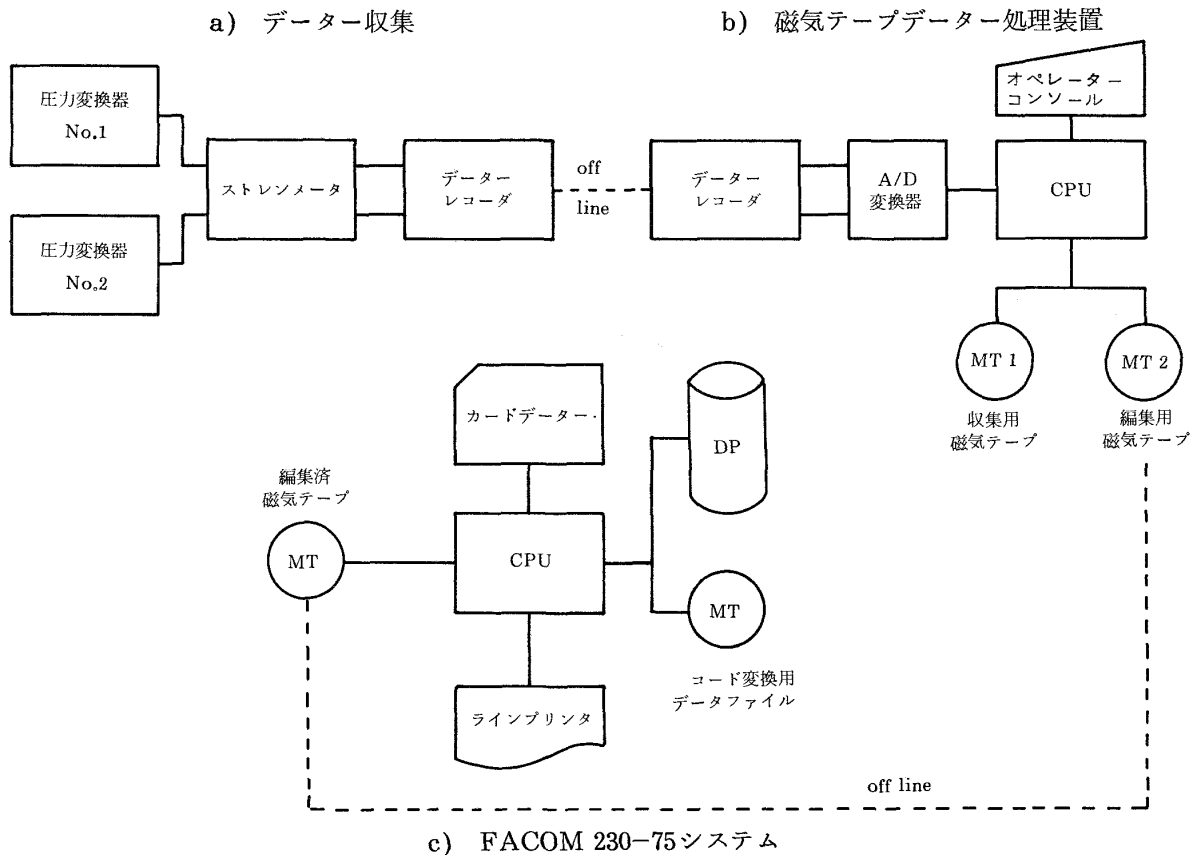 a) データー収集
b) 磁気テープデーター処理装置
圧力変換器
No.1
圧力変換器
No.2
ストレンメータ
データー
レコーダ
off
line
データー
レコーダ
A/D
変換器
オペレーター
コンソール
CPU
MT 1
収集用
磁気テープ
MT 2
編集用
磁気テープ
カードデーター
編集済
磁気テープ
MT
CPU
DP
MT
コード変換用
データファイル
ラインプリンタ
off line
c) FACOM 230-75システム